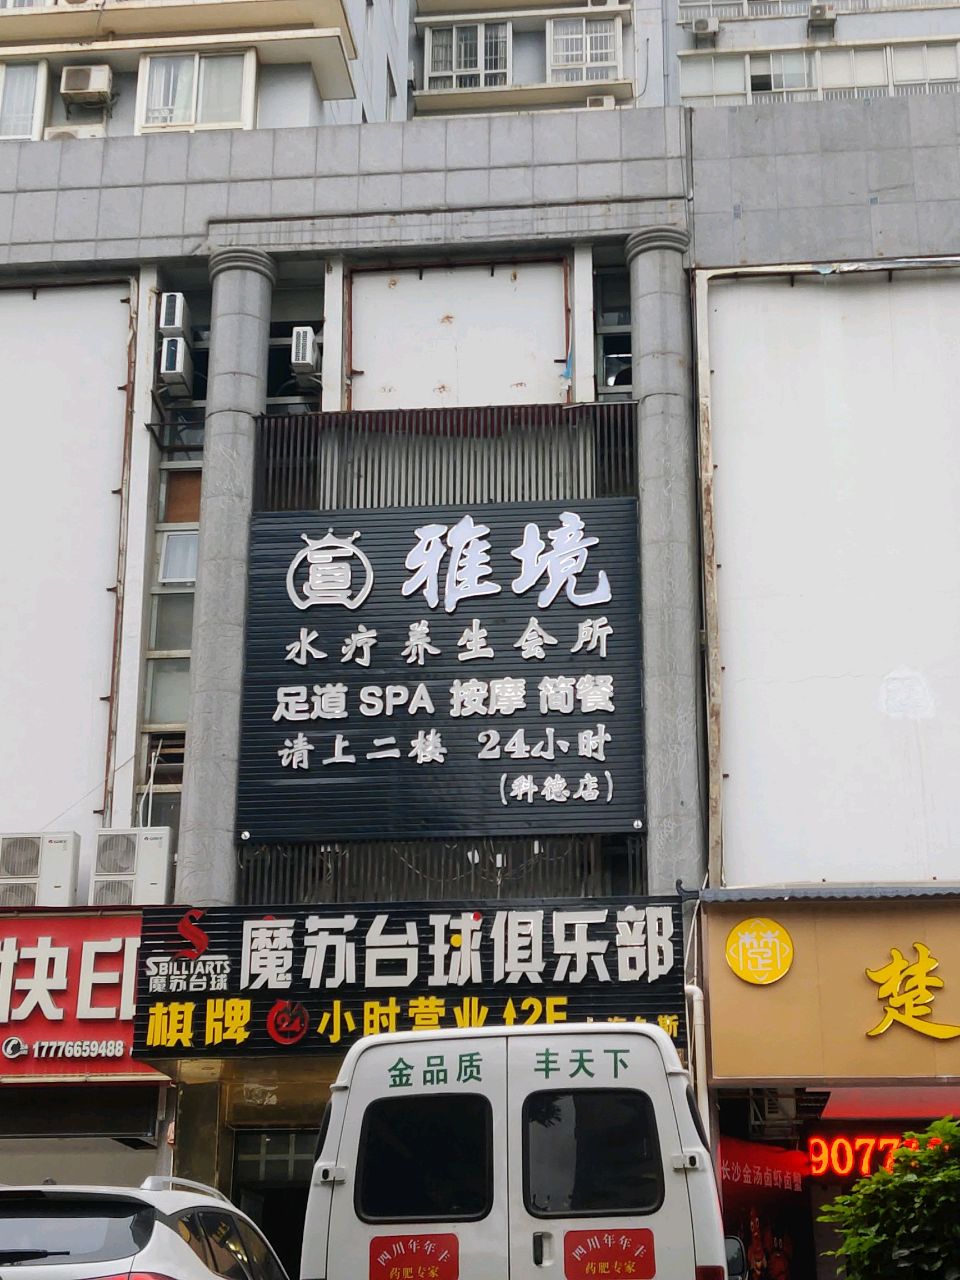 雅境
水疗养生会所
足道 SPA 按摩 简餐
请上二楼 24小时
(科德店)
S BILLIARTS
魔苏台球
魔苏台球俱乐部
棋牌 24 小时营业 2F
快印
17776659488
楚
楚
9077
长沙金汤卤虾卤蟹
金品质 丰天下
四川年年丰
药肥专家
四川年年丰
药肥专家